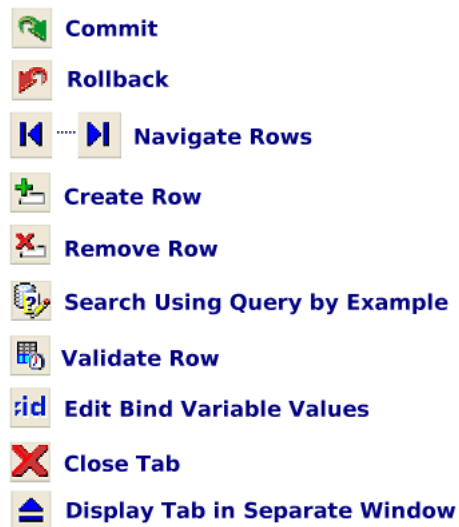 Commit
Rollback
Navigate Rows
Create Row
Remove Row
Search Using Query by Example
Validate Row
:id Edit Bind Variable Values
Close Tab
Display Tab in Separate Window